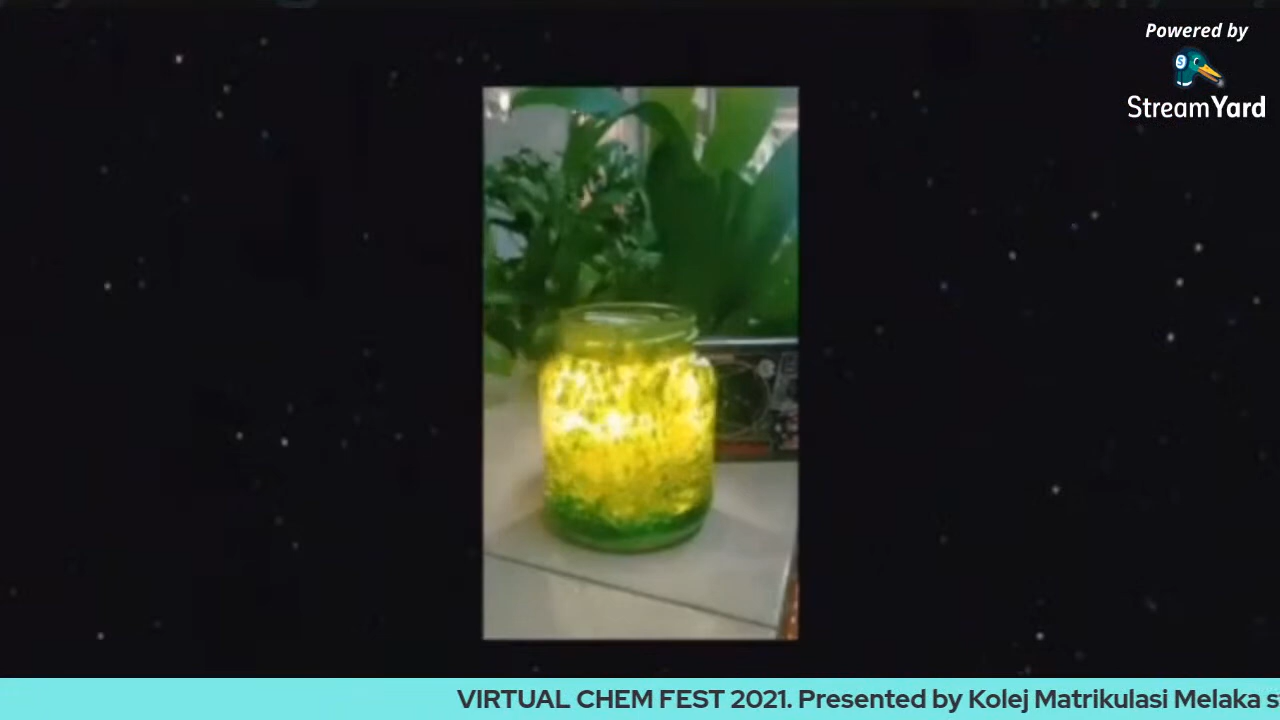 Powered by
StreamYard
VIRTUAL CHEM FEST 2021. Presented by Kolej Matrikulasi Melaka